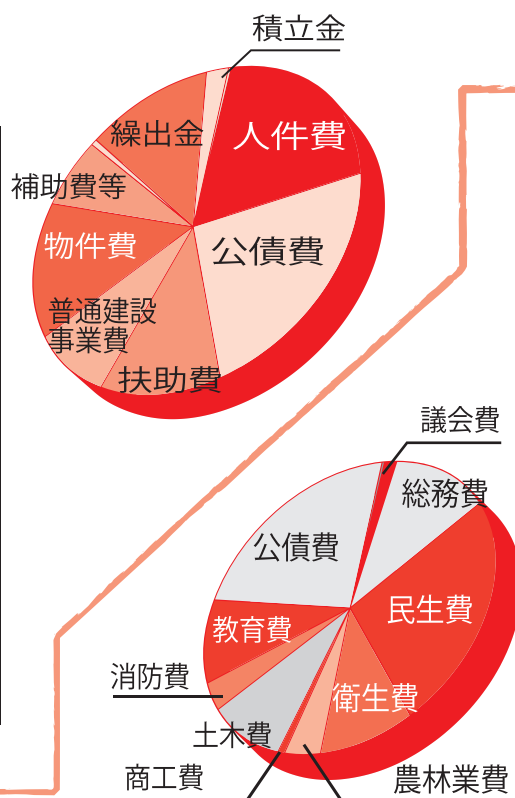 積立金
繰出金
人件費
補助費等
物件費
公債費
普通建設
事業費
扶助費
議会費
総務費
公債費
民生費
教育費
消防費
衛生費
土木費
商工費
農林業費